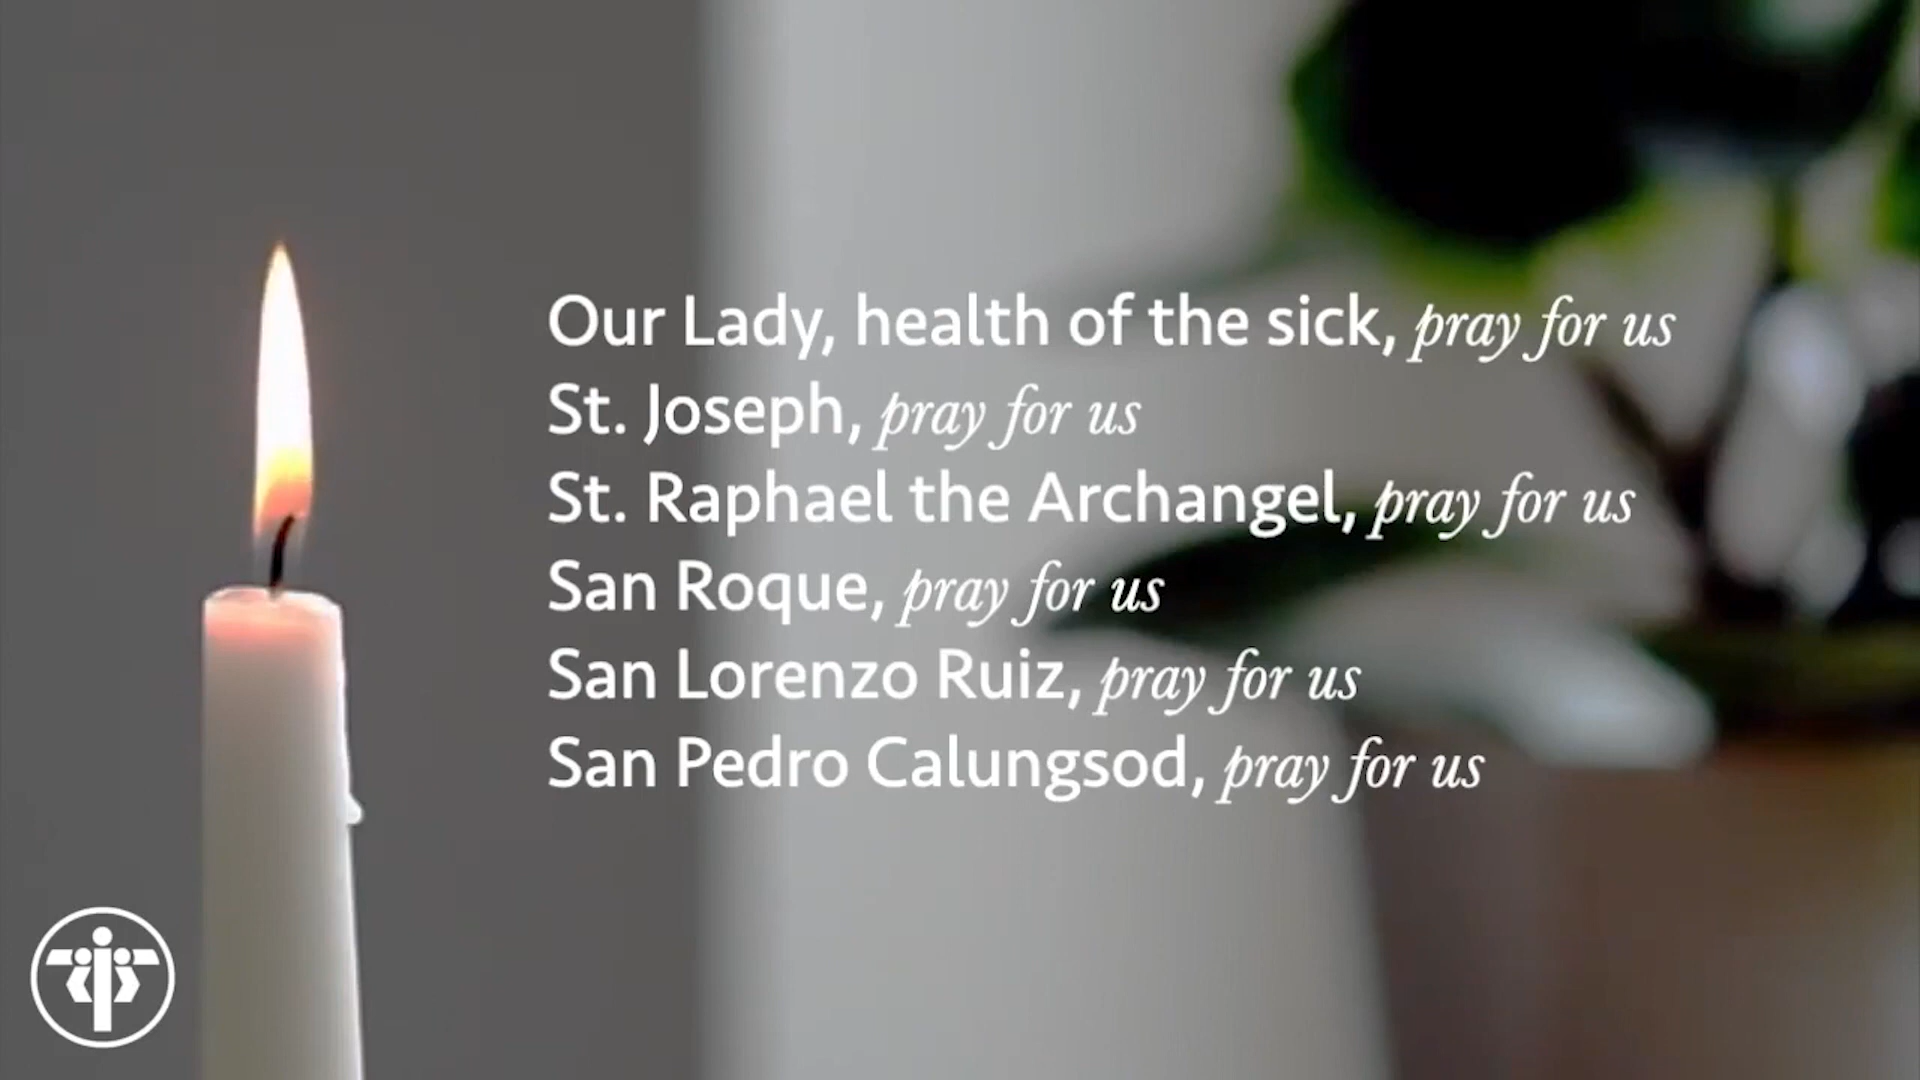 Our Lady, health of the sick, pray for us
St. Joseph, pray for us
St. Raphael the Archangel, pray for us
San Roque, pray for us
San Lorenzo Ruiz, pray for us
San Pedro Calungsod, pray for us